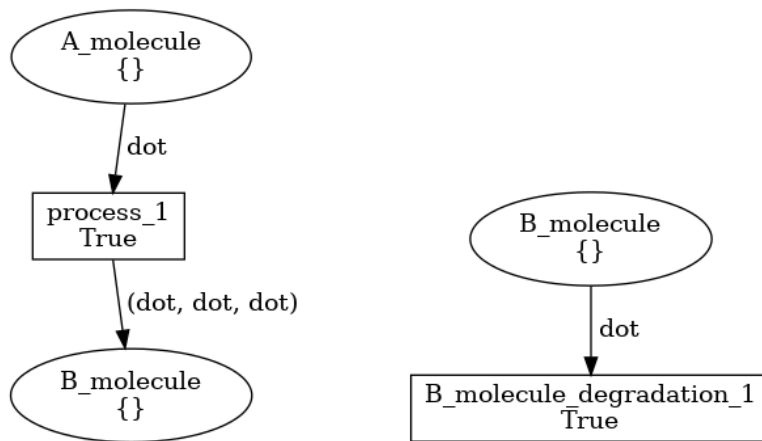 A_molecule
{}
dot
process_1
True
(dot, dot, dot)
B_molecule
{}
B_molecule
{}
dot
B_molecule_degradation_1
True